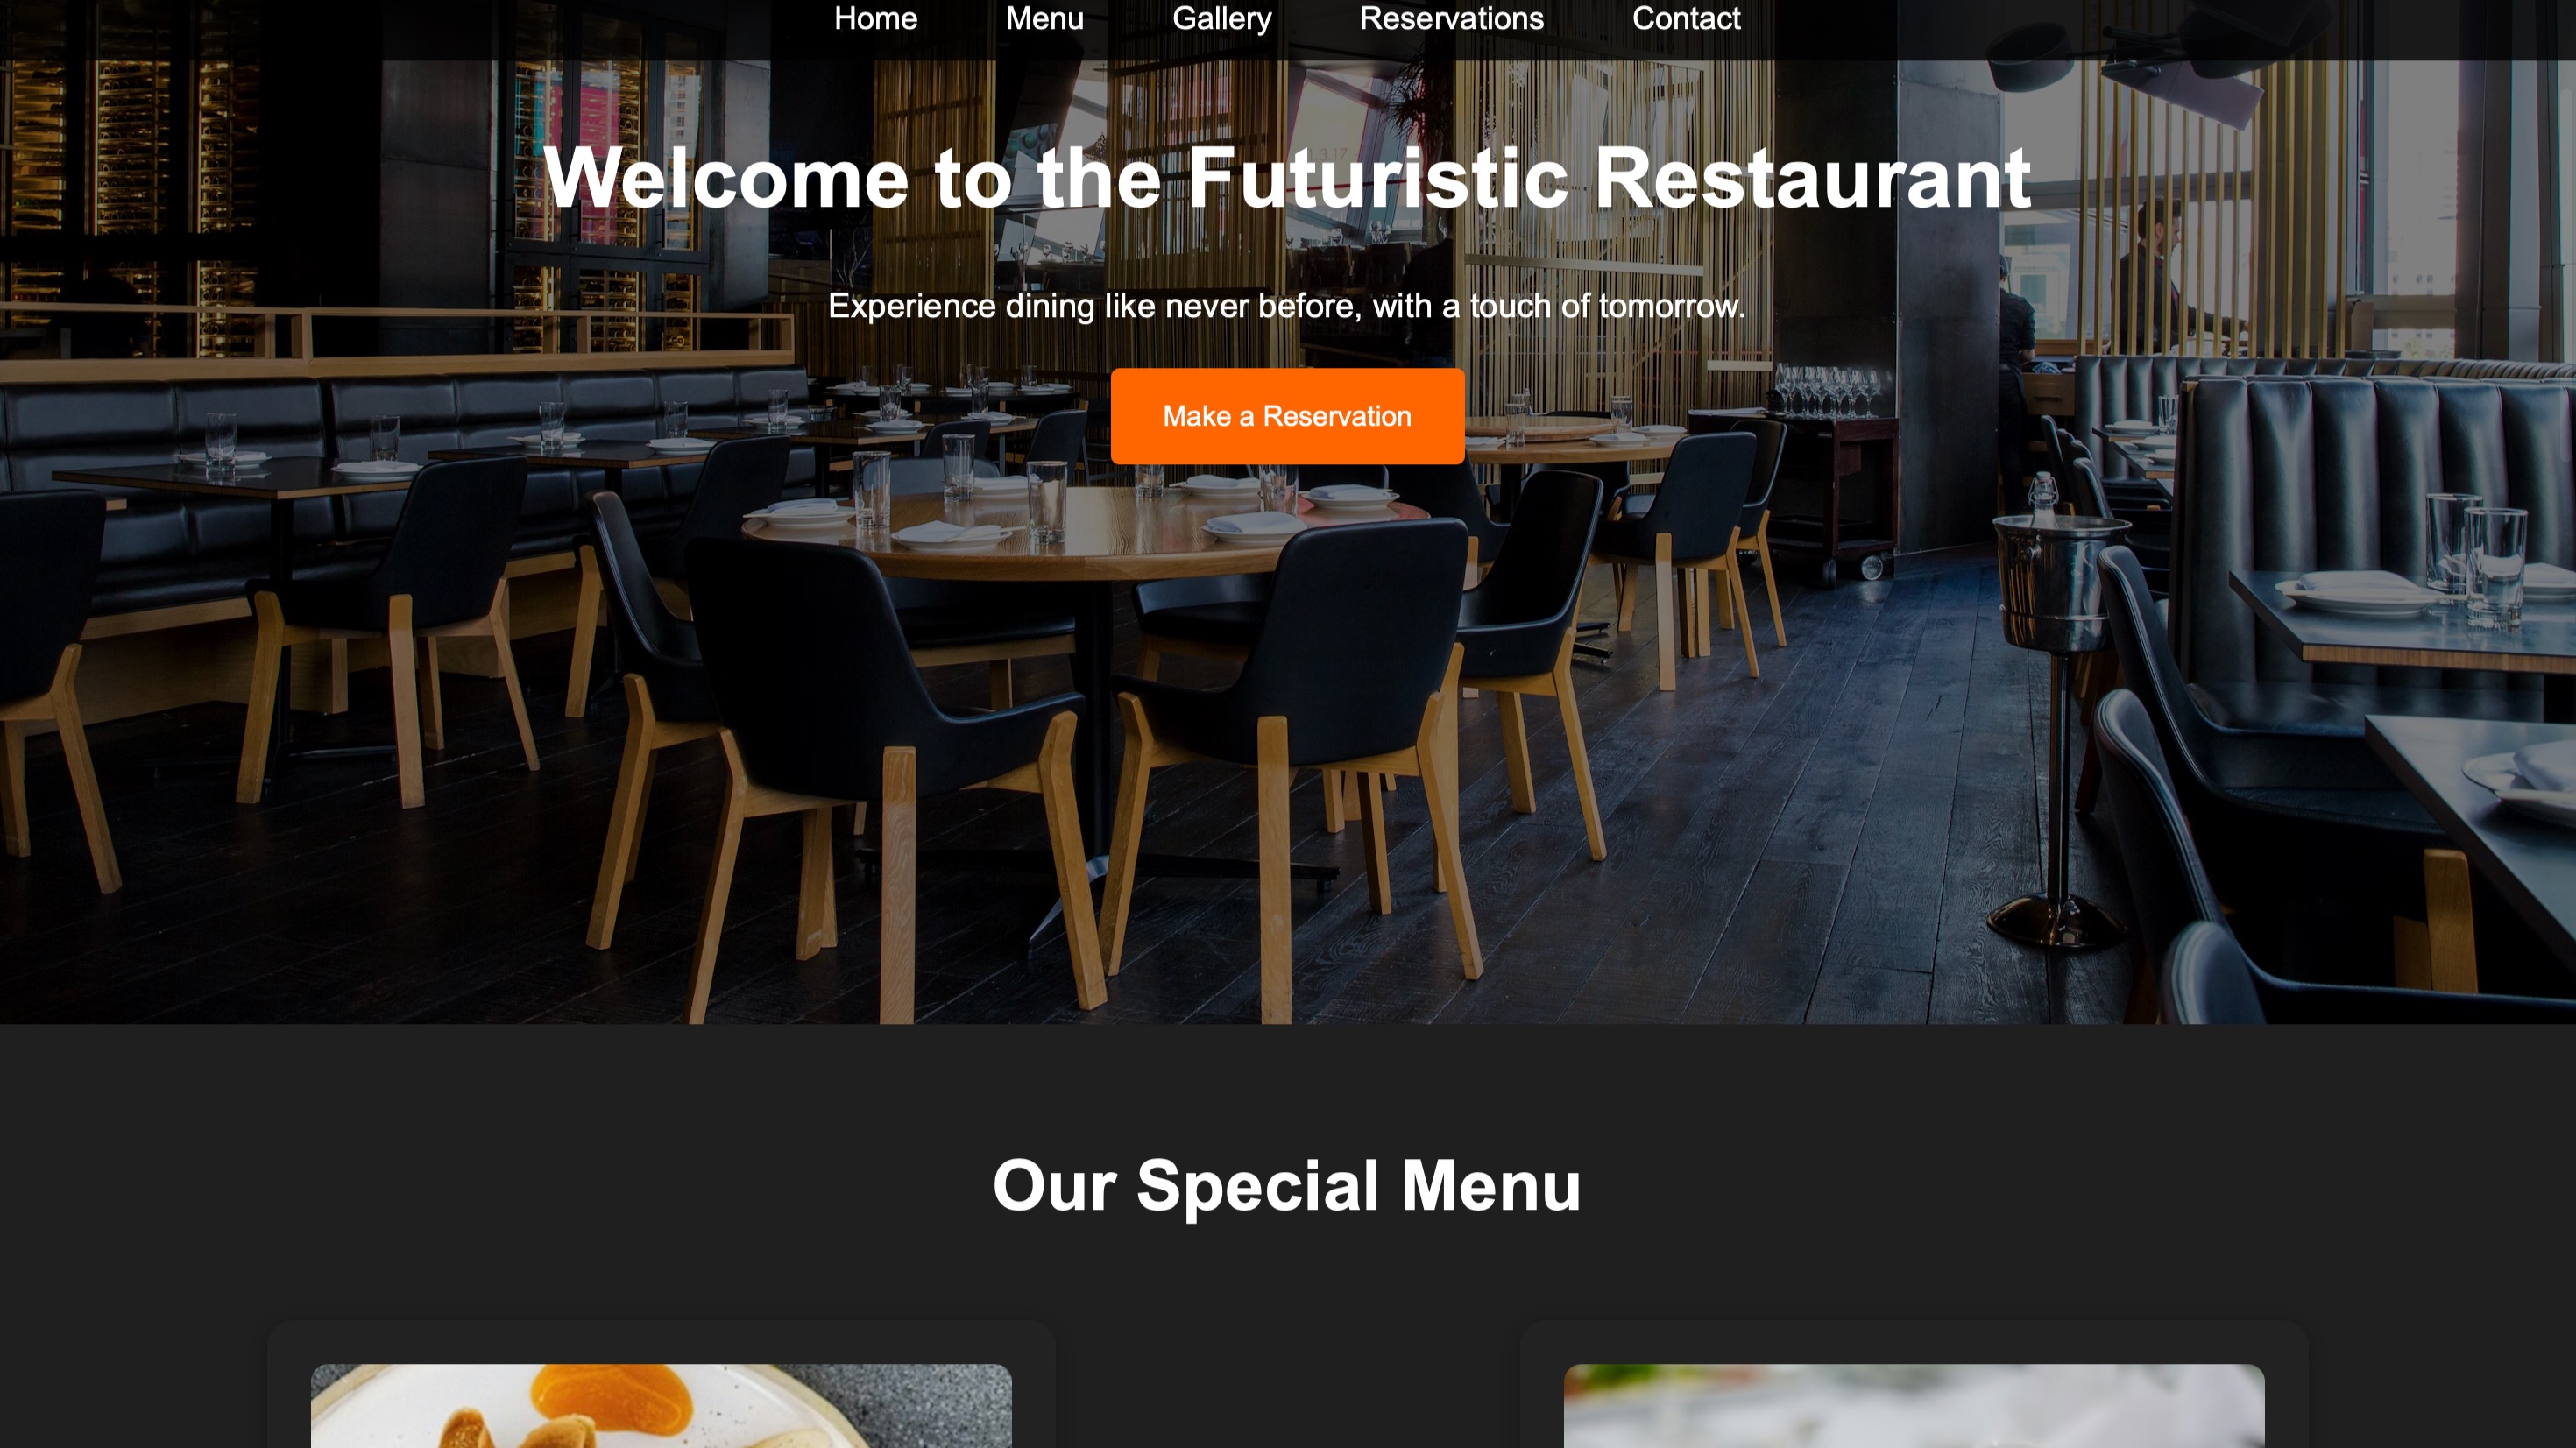 Home Menu Gallery Reservations Contact
Welcome to the Futuristic Restaurant
Experience dining like never before, with a touch of tomorrow.
Make a Reservation
Our Special Menu